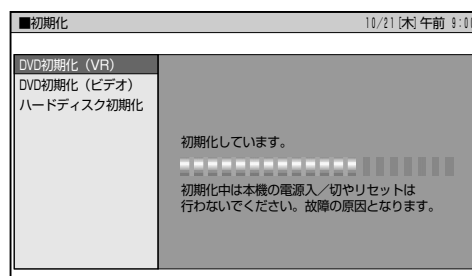 ■初期化 10/21[木]午前 9:00
DVD初期化（VR）
DVD初期化（ビデオ）
ハードディスク初期化
初期化しています。
初期化中は本機の電源入／切やリセットは
行わないでください。故障の原因となります。